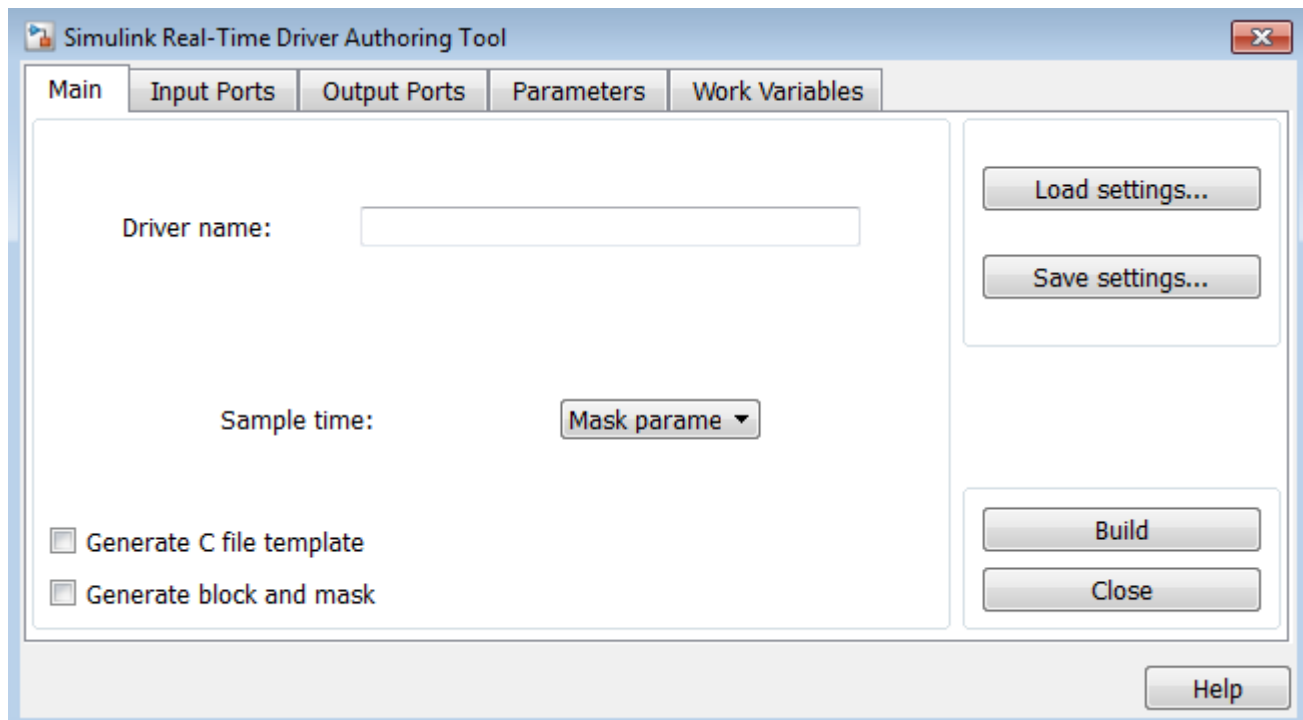 Simulink Real-Time Driver Authoring Tool
Main Input Ports Output Ports Parameters Work Variables
Driver name:
Sample time: Mask parame
Generate C file template
Generate block and mask
Load settings...
Save settings...
Build
Close
Help